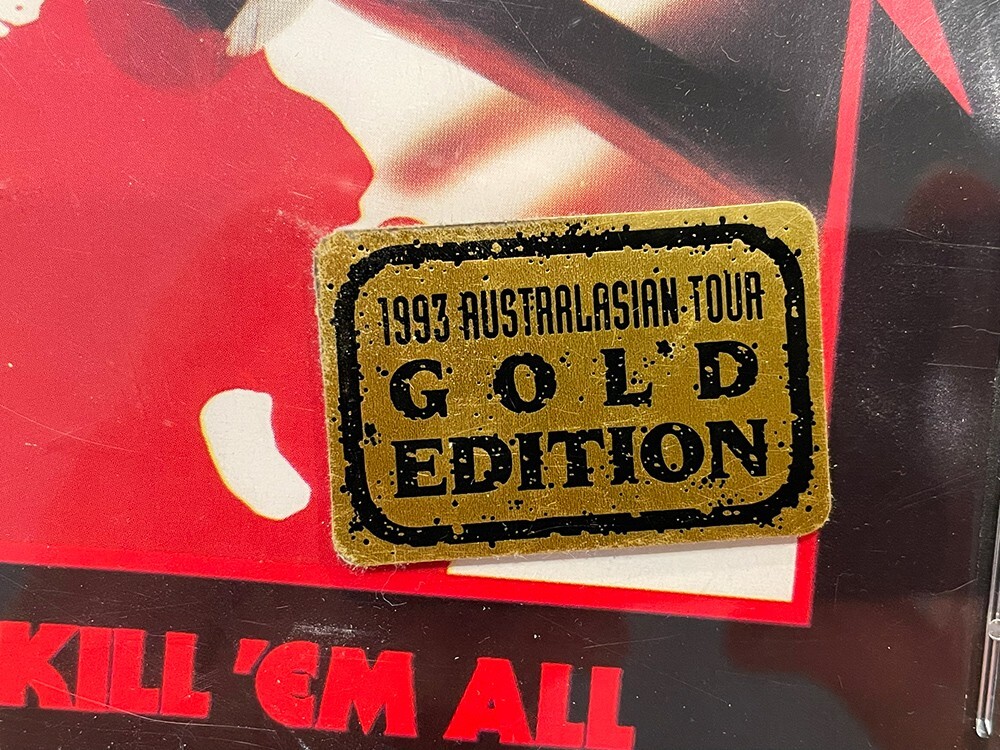 1993 AUSTRALASIAN TOUR
GOLD
EDITION
KILL 'EM ALL